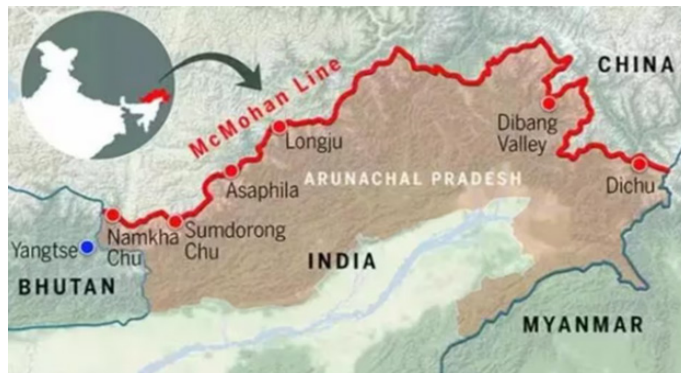 McMohan Line
CHINA
Longju
Dibang
Valley
Asaphila
ARUNACHAL PRADESH
Dichu
Namkha
Chu
Sumdorong
Chu
Yangtse
INDIA
BHUTAN
MYANMAR